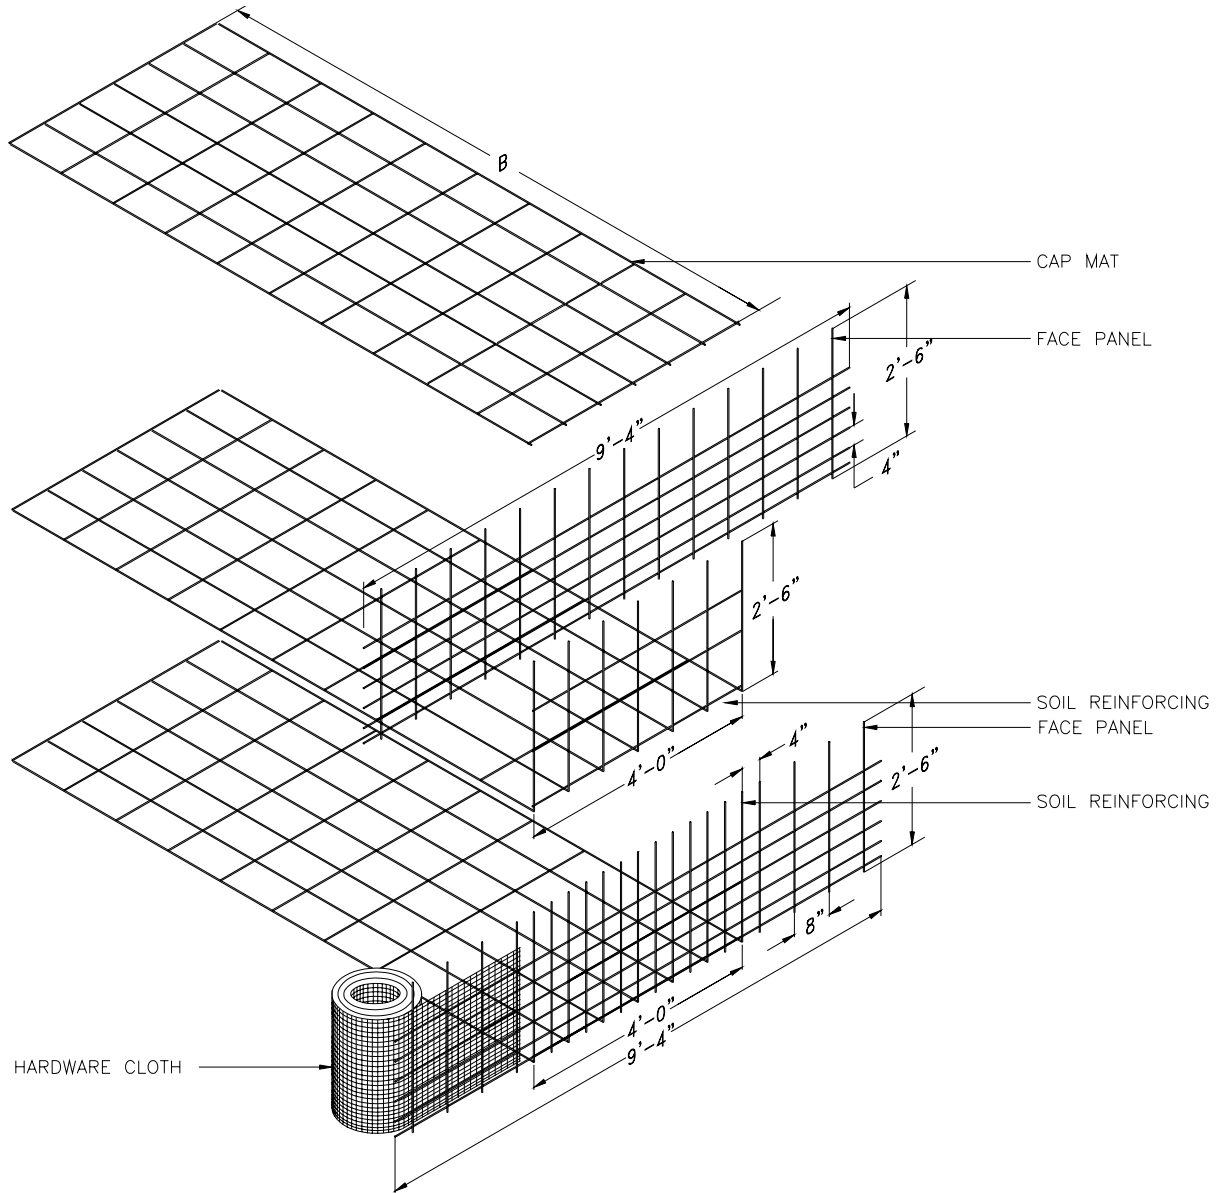 B
CAP MAT
FACE PANEL
2'-6"
9'-4"
4"
2'-6"
SOIL REINFORCING
FACE PANEL
4"
4'-0"
2'-6"
SOIL REINFORCING
8"
4'-0"
9'-4"
HARDWARE CLOTH